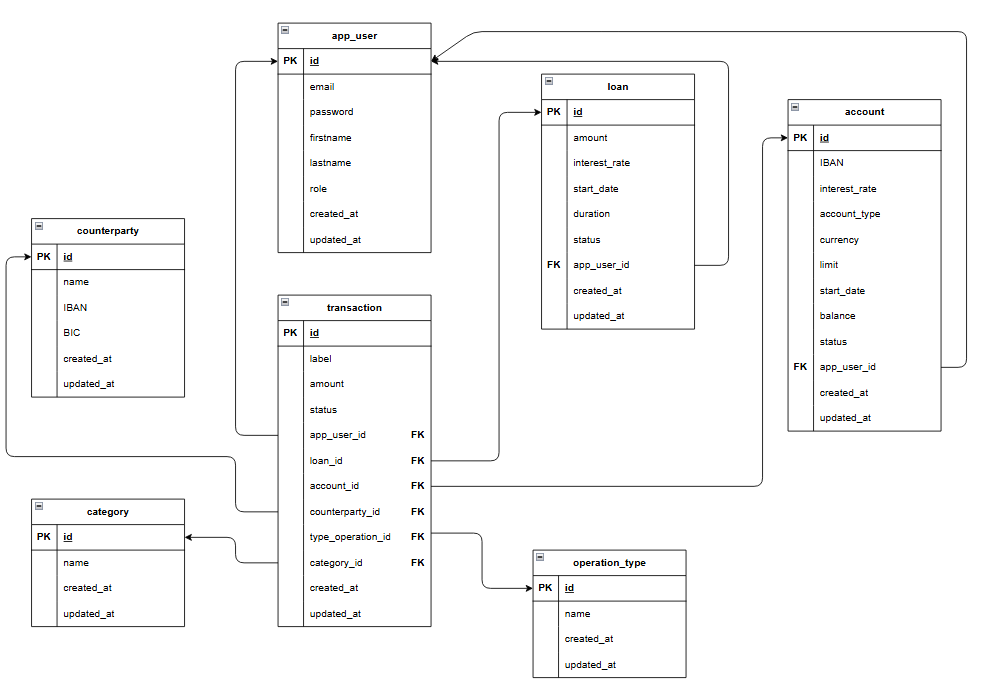 app_user
PK id
email
password
firstname
lastname
role
created_at
updated_at
loan
PK id
amount
interest_rate
start_date
duration
status
FK app_user_id
created_at
updated_at
account
PK id
IBAN
interest_rate
account_type
currency
limit
start_date
balance
status
FK app_user_id
created_at
updated_at
counterparty
PK id
name
IBAN
BIC
created_at
updated_at
transaction
PK id
label
amount
status
app_user_id FK
loan_id FK
account_id FK
counterparty_id FK
type_operation_id FK
category_id FK
created_at
updated_at
category
PK id
name
created_at
updated_at
operation_type
PK id
name
created_at
updated_at